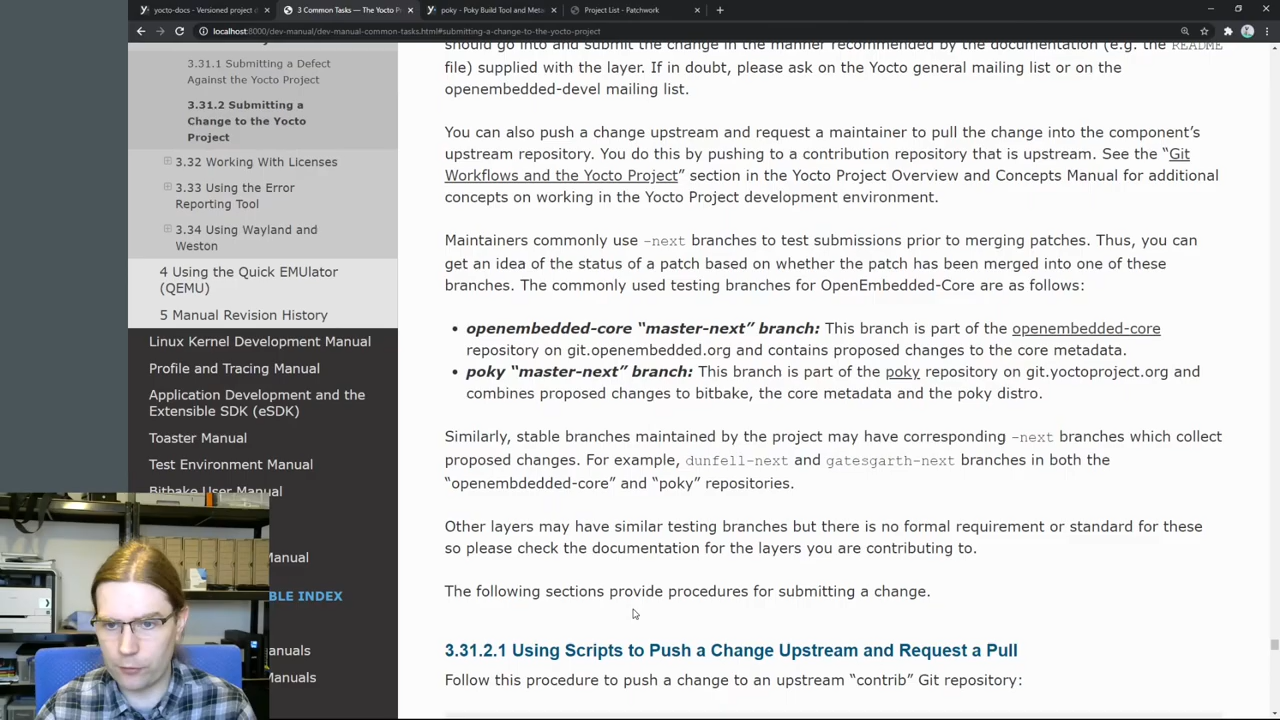 yocto-docs - Versioned project d
3 Common Tasks — The Yocto P
poky - Poky Build Tool and Meta
Project List - Patchwork
localhost:8000/dev-manual/dev-manual-common-tasks.html#submitting-a-change-to-the-yocto-project
3.31.1 Submitting a Defect
Against the Yocto Project
3.31.2 Submitting a
Change to the Yocto
Project
3.32 Working With Licenses
3.33 Using the Error
Reporting Tool
3.34 Using Wayland and
Weston
4 Using the Quick EMUlator
(QEMU)
5 Manual Revision History
Linux Kernel Development Manual
Profile and Tracing Manual
Application Development and the
Extensible SDK (eSDK)
Toaster Manual
Test Environment Manual
Bitbake User Manual
Manual
BLE INDEX
anuals
Manuals
should go into and submit the change in the manner recommended by the documentation (e.g. the README
file) supplied with the layer. If in doubt, please ask on the Yocto general mailing list or on the
openembedded-devel mailing list.
You can also push a change upstream and request a maintainer to pull the change into the component's
upstream repository. You do this by pushing to a contribution repository that is upstream. See the “Git
Workflows and the Yocto Project” section in the Yocto Project Overview and Concepts Manual for additional
concepts on working in the Yocto Project development environment.
Maintainers commonly use -next branches to test submissions prior to merging patches. Thus, you can
get an idea of the status of a patch based on whether the patch has been merged into one of these
branches. The commonly used testing branches for OpenEmbedded-Core are as follows:
• openembedded-core “master-next” branch: This branch is part of the openembedded-core
repository on git.openembedded.org and contains proposed changes to the core metadata.
• poky “master-next” branch: This branch is part of the poky repository on git.yoctoproject.org and
combines proposed changes to bitbake, the core metadata and the poky distro.
Similarly, stable branches maintained by the project may have corresponding -next branches which collect
proposed changes. For example, dunfell-next and gatesgarth-next branches in both the
“openembdedded-core” and “poky” repositories.
Other layers may have similar testing branches but there is no formal requirement or standard for these
so please check the documentation for the layers you are contributing to.
The following sections provide procedures for submitting a change.
3.31.2.1 Using Scripts to Push a Change Upstream and Request a Pull
Follow this procedure to push a change to an upstream “contrib” Git repository: